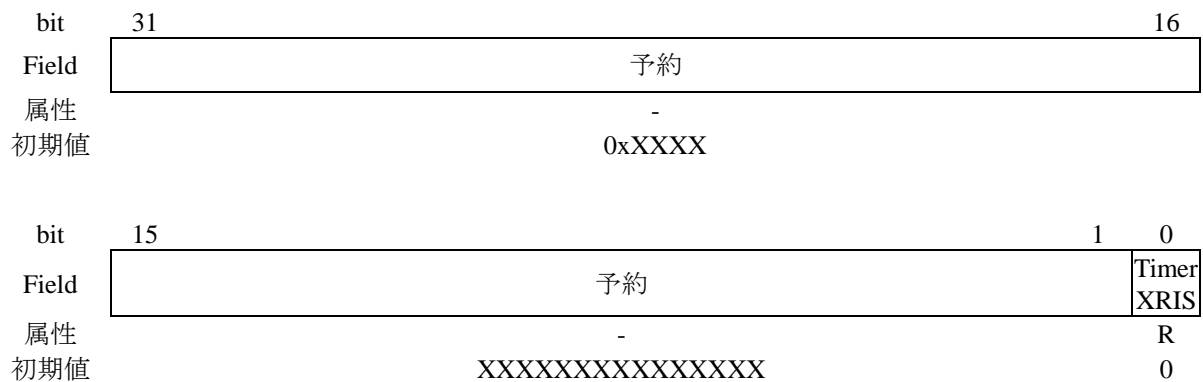 bit 31 16
Field 予約
属性 -
初期値 0xXXXX
bit 15 1 0
Field 予約 Timer XRIS
属性 - R
初期値 XXXXXXXXXXXXXXX 0